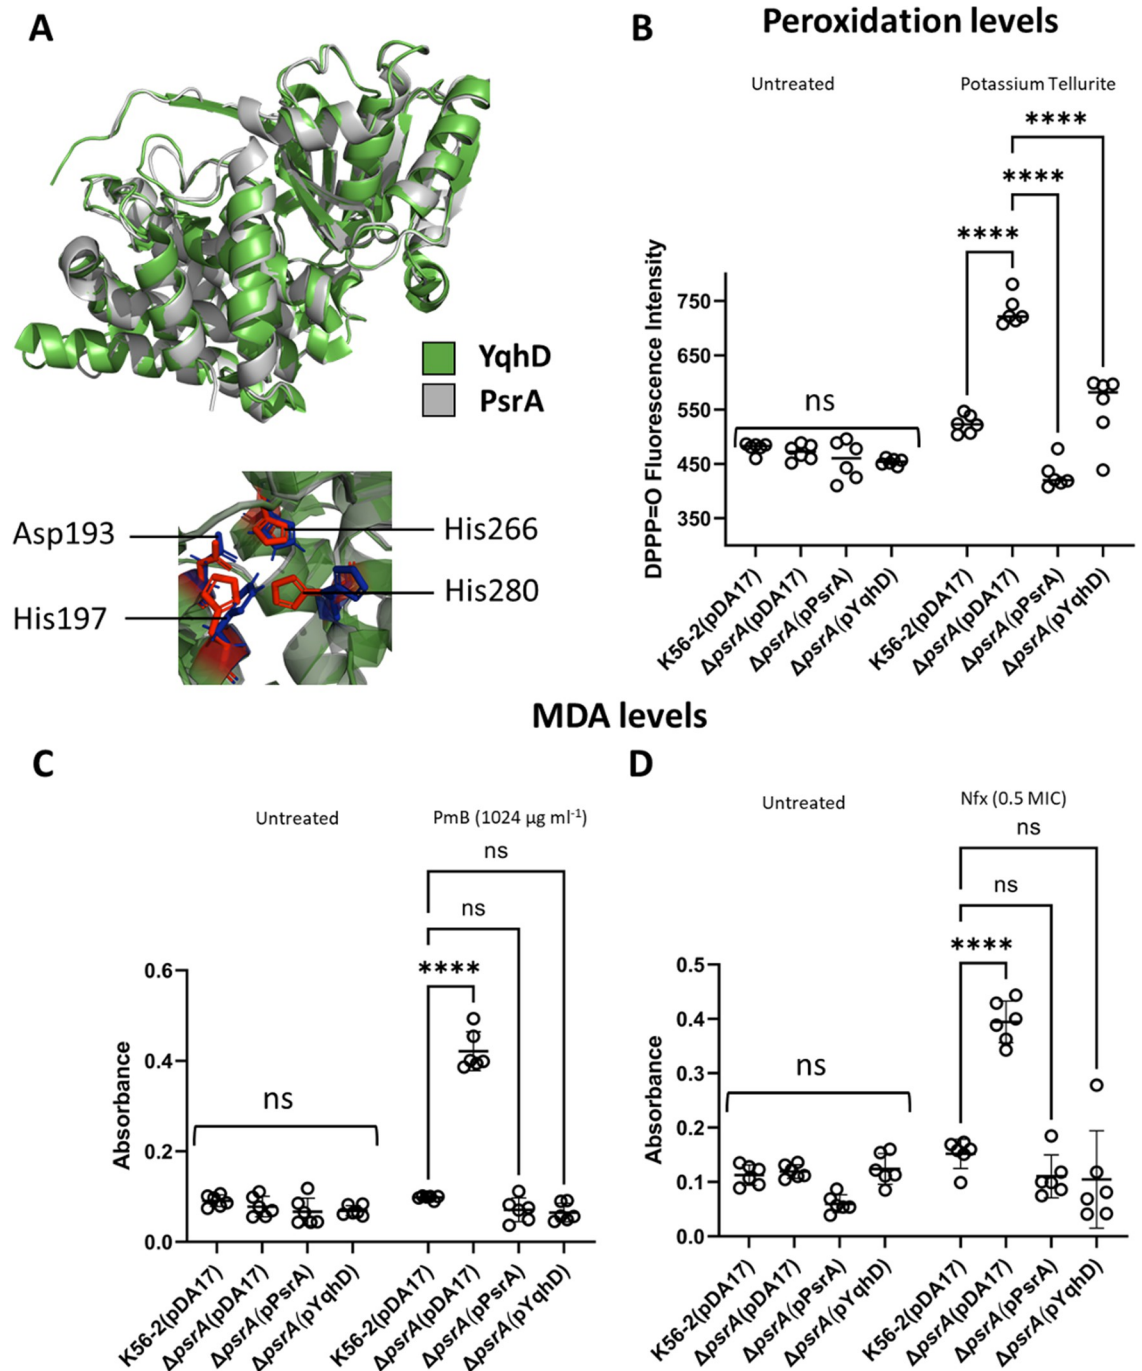 A
YqhD
PsrA
Asp193
His266
His280
His197
B
Peroxidation levels
Untreated
Potassium Tellurite
****
****
****
ns
DPPP=O Fluorescence Intensity
750
650
550
450
350
K56-2(pDA17)
ΔpsrA(pDA17)
ΔpsrA(pPsrA)
ΔpsrA(pYqhD)
K56-2(pDA17)
ΔpsrA(pDA17)
ΔpsrA(pPsrA)
ΔpsrA(pYqhD)
MDA levels
C
Untreated
PmB (1024 µg ml-1)
ns
ns
****
ns
Absorbance
0.6
0.4
0.2
0.0
K56-2(pDA17)
ΔpsrA(pDA17)
ΔpsrA(pPsrA)
ΔpsrA(pYqhD)
K56-2(pDA17)
ΔpsrA(pDA17)
ΔpsrA(pPsrA)
ΔpsrA(pYqhD)
D
Untreated
Nfx (0.5 MIC)
ns
ns
****
ns
Absorbance
0.5
0.4
0.3
0.2
0.1
0.0
K56-2(pDA17)
ΔpsrA(pDA17)
ΔpsrA(pPsrA)
ΔpsrA(pYqhD)
K56-2(pDA17)
ΔpsrA(pDA17)
ΔpsrA(pPsrA)
ΔpsrA(pYqhD)